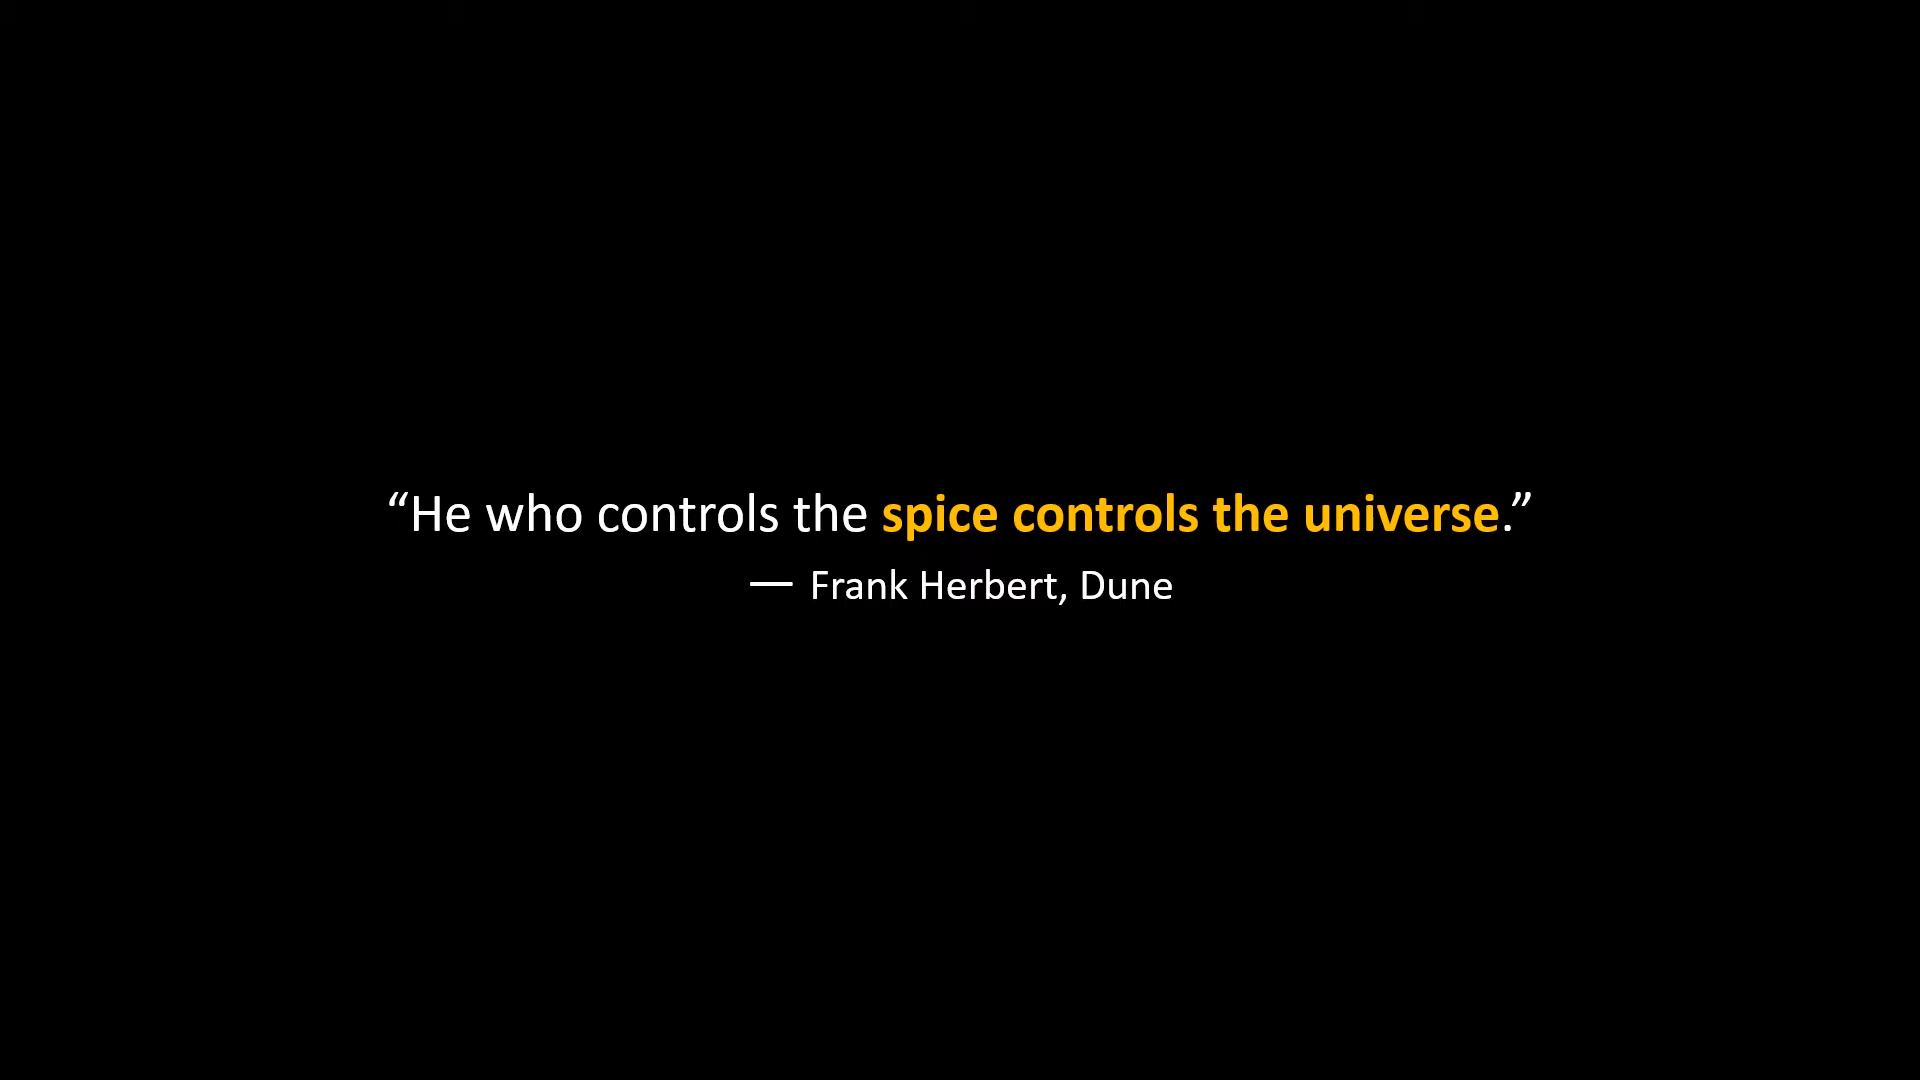 “He who controls the spice controls the universe.”
— Frank Herbert, Dune